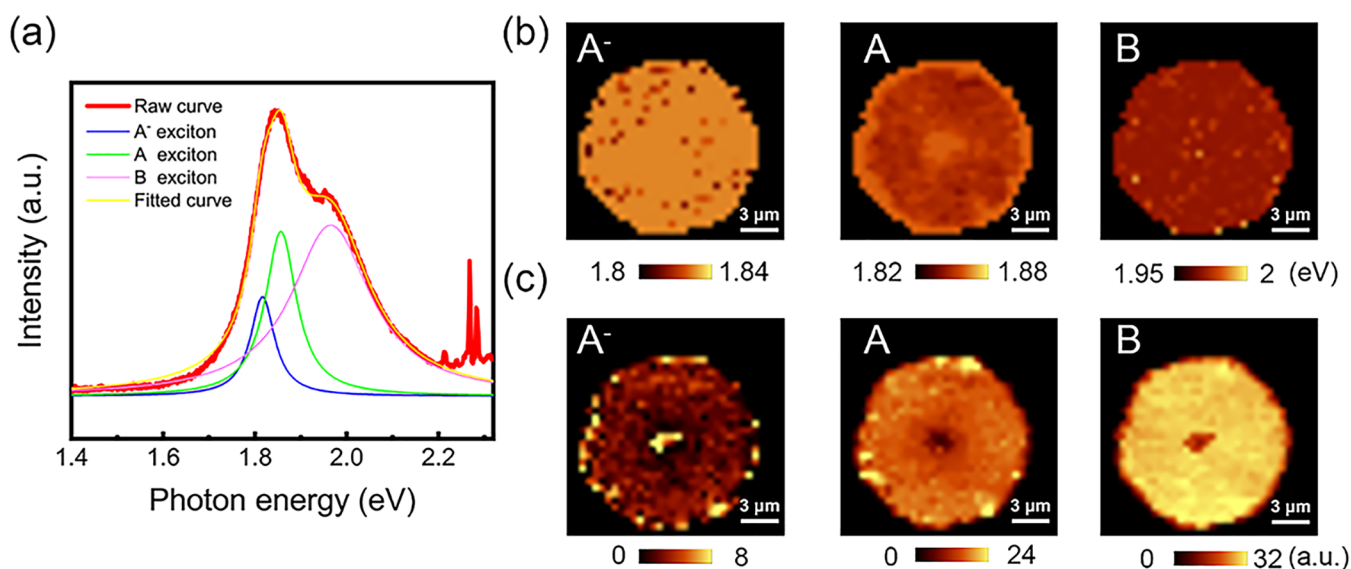 (a)
Raw curve
A- exciton
A exciton
B exciton
Fitted curve
Intensity (a.u.)
1.4 1.6 1.8 2.0 2.2
Photon energy (eV)
(b)
A- A B
3 μm 3 μm 3 μm
1.8 1.84 1.82 1.88 1.95 2 (eV)
(c)
A- A B
3 μm 3 μm 3 μm
0 8 0 24 0 32 (a.u.)